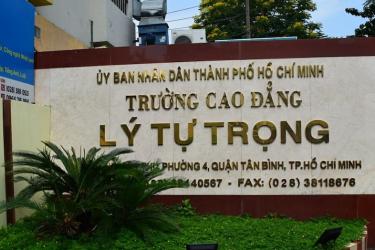 ỦY BAN NHÂN DÂN THÀNH PHỐ HỒ CHÍ MINH
TRƯỜNG CAO ĐẲNG
LÝ TỰ TRỌNG
PHƯỜNG 4, QUẬN TÂN BÌNH, TP.HỒ CHÍ MINH
140567 - FAX: (028) 38118676